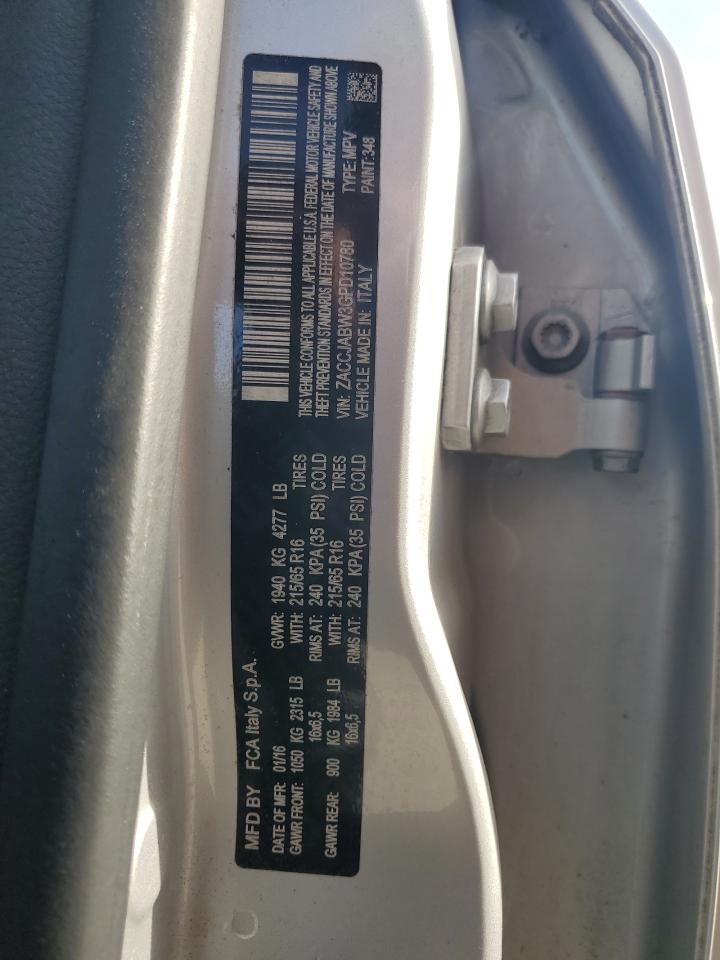 MFD BY FCA Italy S.p.A.
DATE OF MFR: 01/16 GVWR: 1940 KG 4277 LB
GAWR FRONT: 1050 KG 2315 LB WITH: 215/65 R16 TIRES
16x6,5 RIMS AT: 240 KPA(35 PSI) COLD
GAWR REAR: 900 KG 1984 LB WITH: 215/65 R16 TIRES
16x6,5 RIMS AT: 240 KPA(35 PSI) COLD
THIS VEHICLE CONFORMS TO ALL APPLICABLE U.S.A. FEDERAL MOTOR VEHICLE SAFETY AND
THEFT PREVENTION STANDARDS IN EFFECT ON THE DATE OF MANUFACTURE SHOWN ABOVE
VIN: ZACCJABW3GPD10780 TYPE: MPV
VEHICLE MADE IN: ITALY PAINT:348